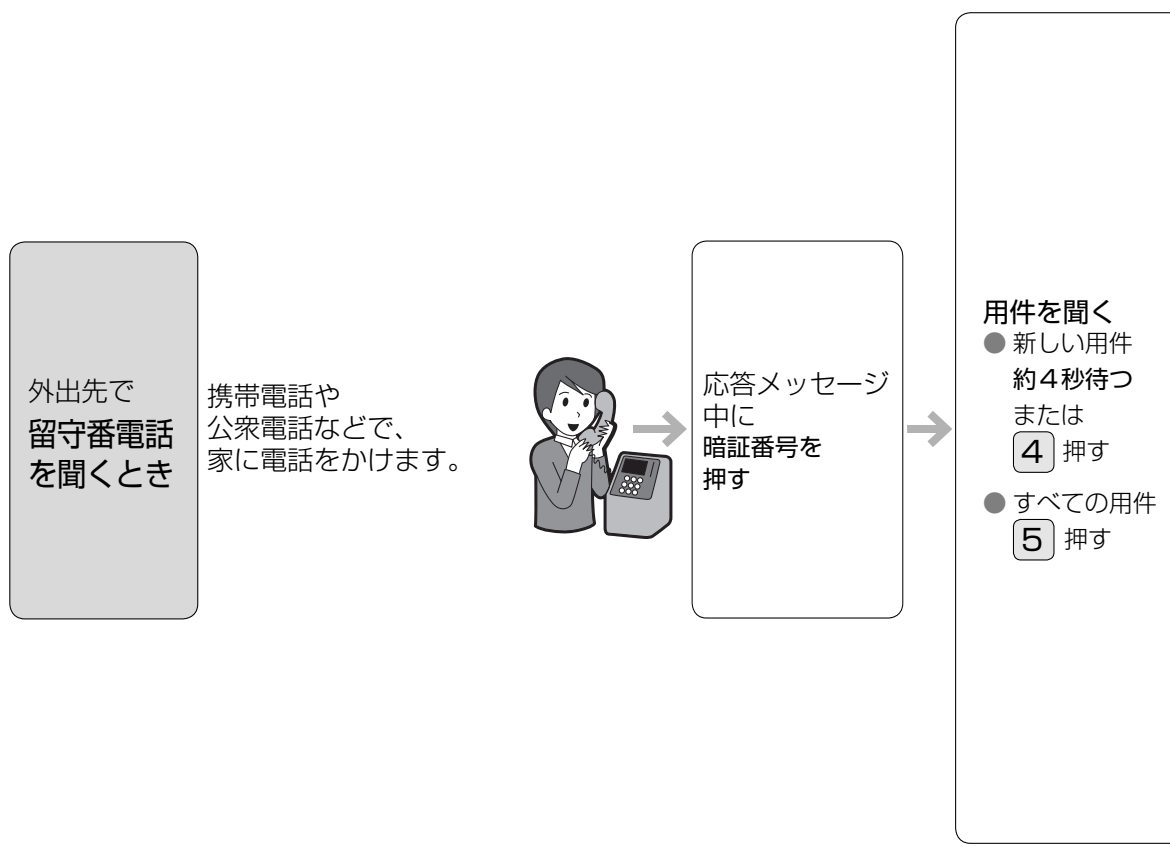 外出先で
留守番電話
を聞くとき
携帯電話や
公衆電話などで、
家に電話をかけます。
応答メッセージ
中に
暗証番号を
押す
用件を聞く
● 新しい用件
約4秒待つ
または
4 押す
● すべての用件
5 押す